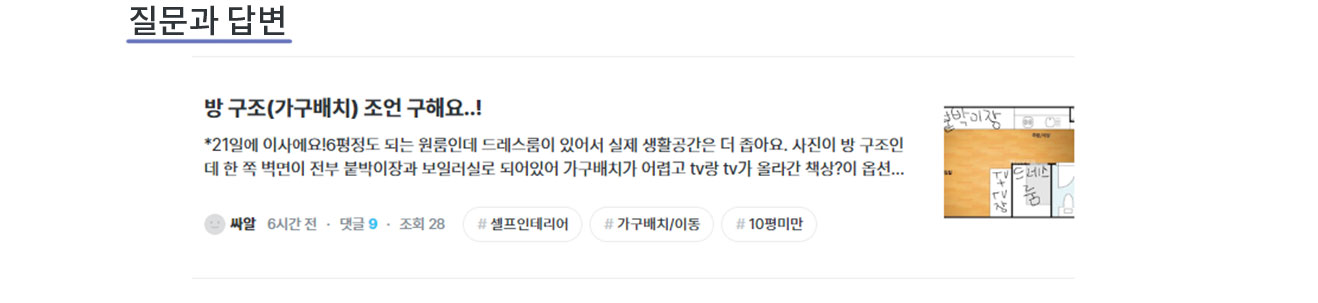 질문과 답변
방 구조(가구배치) 조언 구해요..!
*21일에 이사에요!6평정도 되는 원룸인데 드레스룸이 있어서 실제 생활공간은 더 좁아요. 사진이 방 구조인
데 한 쪽 벽면이 전부 붙박이장과 보일러실로 되어있어 가구배치가 어렵고 tv랑 tv가 올라간 책상?이 옵션...
싸알 6시간 전 · 댓글 9 · 조회 28 # 셀프인테리어 # 가구배치/이동 # 10평미만
붙박이장
TV
+
TV
장
드레스
룸